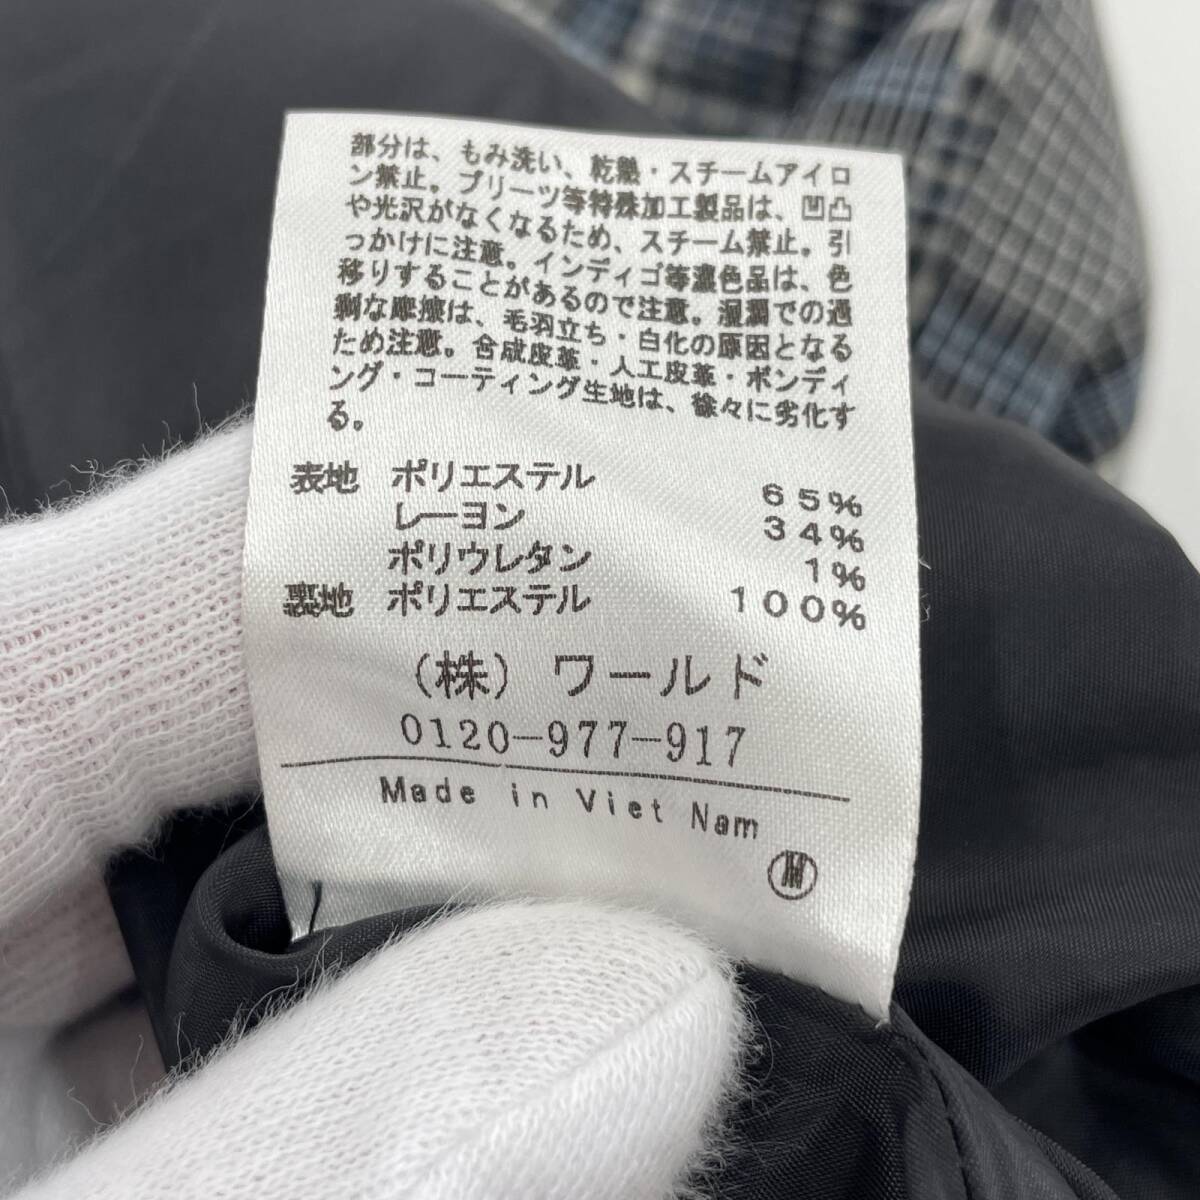 部分は、もみ洗い、乾熱・スチームアイロ
ン禁止。プリーツ等特殊加工製品は、凹凸
や光沢がなくなるため、スチーム禁止。引
っかけに注意。インディゴ等濃色品は、色
移りすることがあるので注意。湿潤での過
剰な摩擦は、毛羽立ち・白化の原因となる
ため注意。合成皮革・人工皮革・ボンディ
ング・コーティング生地は、徐々に劣化す
る。
表地 ポリエステル 65%
レーヨン 34%
ポリウレタン 1%
裏地 ポリエステル 100%
(株) ワールド
0120-977-917
Made in Viet Nam
M